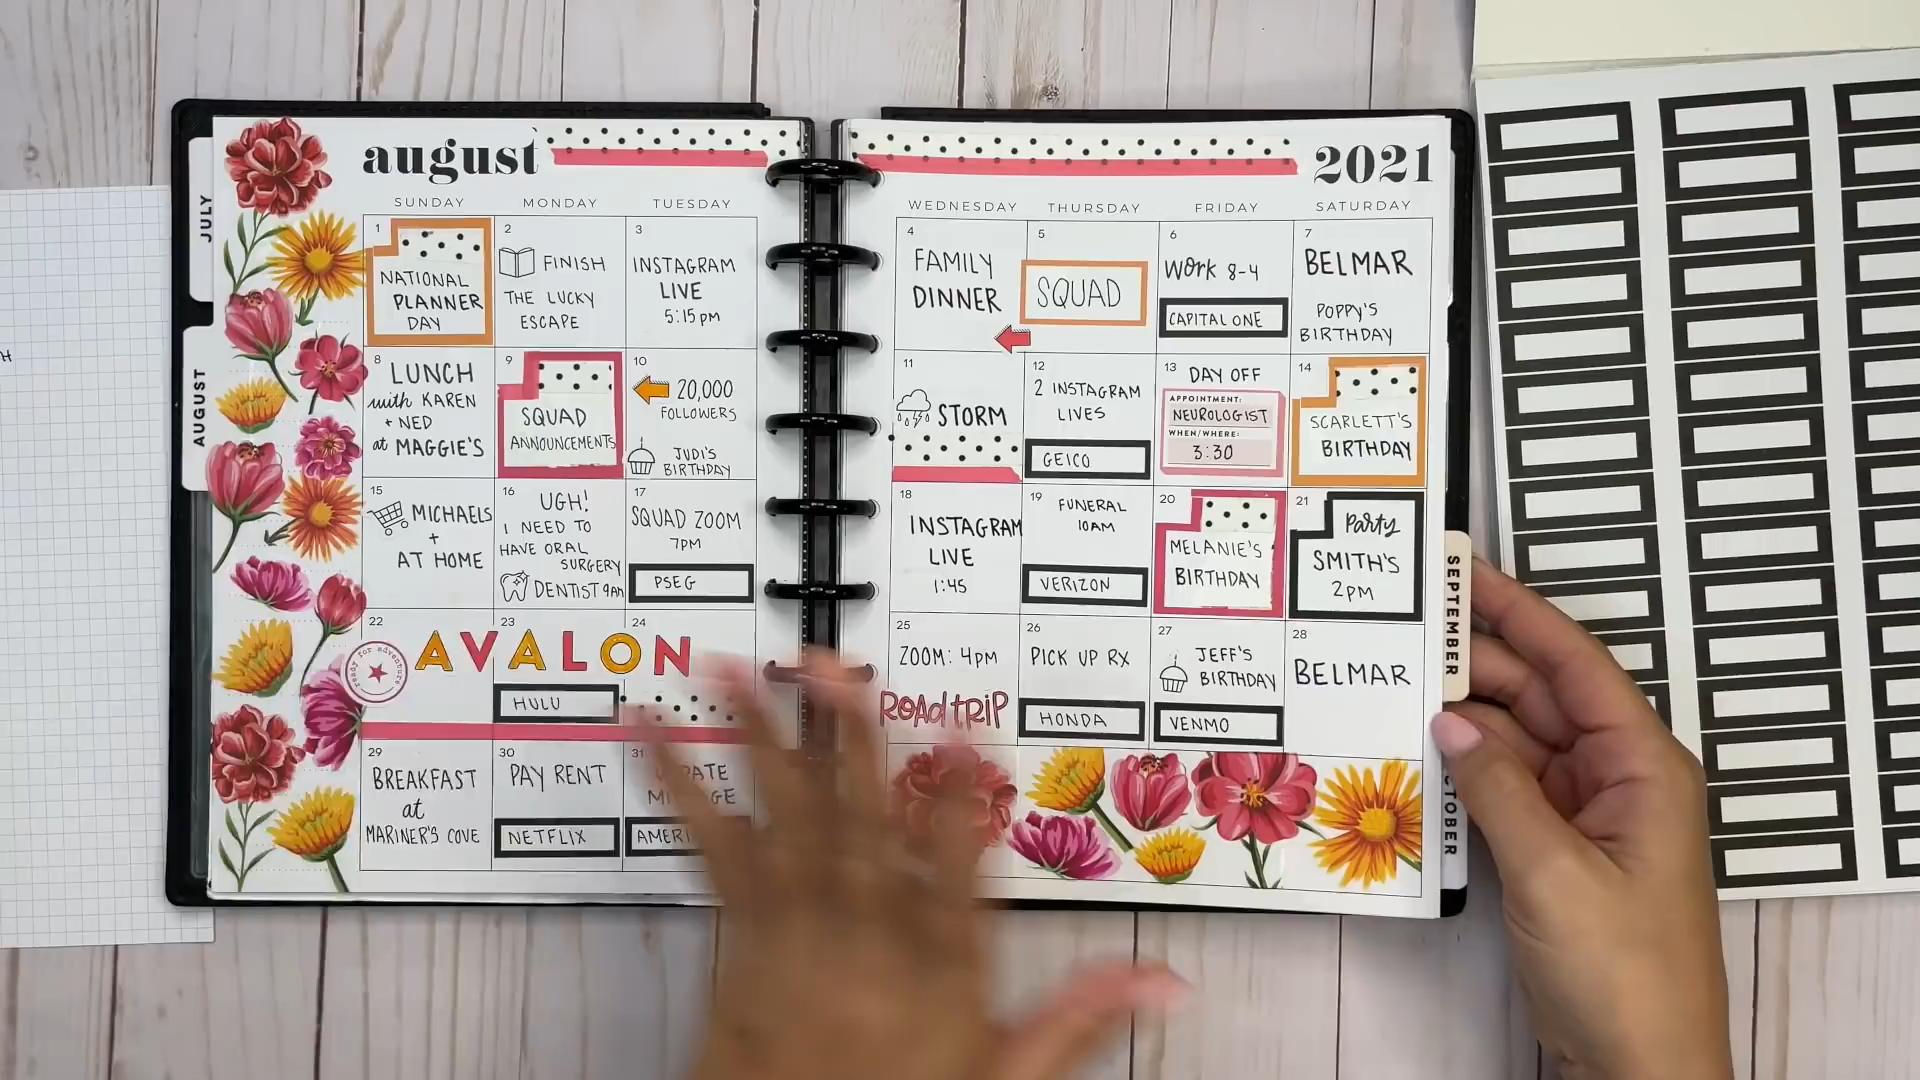 august
2021
JULY
AUGUST
SEPTEMBER
SUNDAY
MONDAY
TUESDAY
WEDNESDAY
THURSDAY
FRIDAY
SATURDAY
1
NATIONAL
PLANNER
DAY
2
FINISH
THE LUCKY
ESCAPE
3
INSTAGRAM
LIVE
5:15pm
4
FAMILY
DINNER
5
SQUAD
6
Work 8-4
CAPITAL ONE
7
BELMAR
POPPY'S
BIRTHDAY
8
LUNCH
with KAREN
+ NED
at MAGGIE'S
9
SQUAD
ANNOUNCEMENTS
10
20,000
FOLLOWERS
JUDI'S
BIRTHDAY
11
STORM
12
2 INSTAGRAM
LIVES
GEICO
13
DAY OFF
APPOINTMENT:
NEUROLOGIST
WHEN/WHERE:
3:30
14
SCARLETT'S
BIRTHDAY
15
MICHAELS
+
AT HOME
16
UGH!
I NEED TO
HAVE ORAL
SURGERY
DENTIST 9AM
17
SQUAD ZOOM
7PM
PSEG
18
INSTAGRAM
LIVE
1:45
19
FUNERAL
10AM
VERIZON
20
MELANIE'S
BIRTHDAY
21
Party
SMITH'S
2PM
22
23
24
AVALON
ready for adventure
HULU
25
ZOOM: 4PM
ROAD TRIP
26
PICK UP RX
HONDA
27
JEFF'S
BIRTHDAY
VENMO
28
BELMAR
29
BREAKFAST
at
MARINER'S COVE
30
PAY RENT
NETFLIX
31